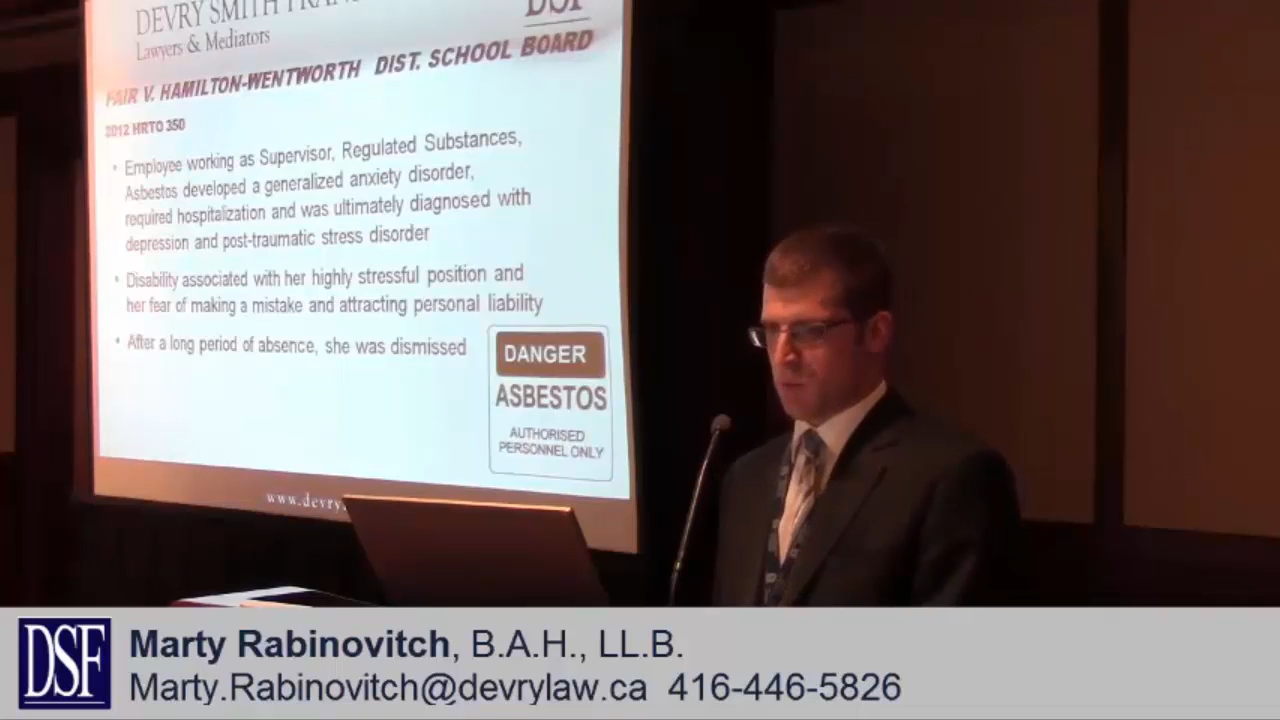 DEVRY SMITH
Lawyers & Mediators
DSF
FAIR V. HAMILTON-WENTWORTH DIST. SCHOOL BOARD
2012 HRTO 350
• Employee working as Supervisor, Regulated Substances,
Asbestos developed a generalized anxiety disorder,
required hospitalization and was ultimately diagnosed with
depression and post-traumatic stress disorder
• Disability associated with her highly stressful position and
her fear of making a mistake and attracting personal liability
• After a long period of absence, she was dismissed
DANGER
ASBESTOS
AUTHORISED
PERSONNEL ONLY
www.devry
DSF
Marty Rabinovitch, B.A.H., LL.B.
Marty.Rabinovitch@devrylaw.ca 416-446-5826